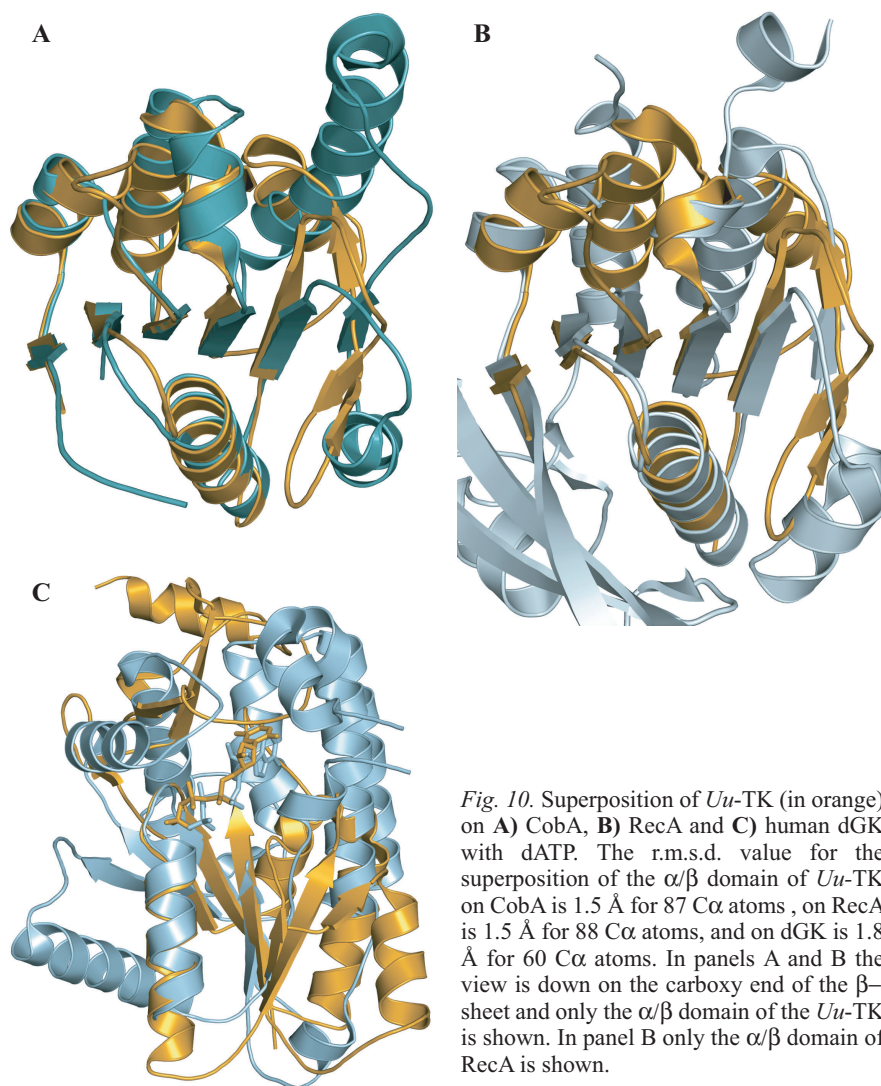 A
B
C
Fig. 10. Superposition of Uu-TK (in orange)
on A) CobA, B) RecA and C) human dGK
with dATP. The r.m.s.d. value for the
superposition of the α/β domain of Uu-TK
on CobA is 1.5 Å for 87 Cα atoms , on RecA
is 1.5 Å for 88 Cα atoms, and on dGK is 1.8
Å for 60 Cα atoms. In panels A and B the
view is down on the carboxy end of the β–
sheet and only the α/β domain of the Uu-TK
is shown. In panel B only the α/β domain of
RecA is shown.